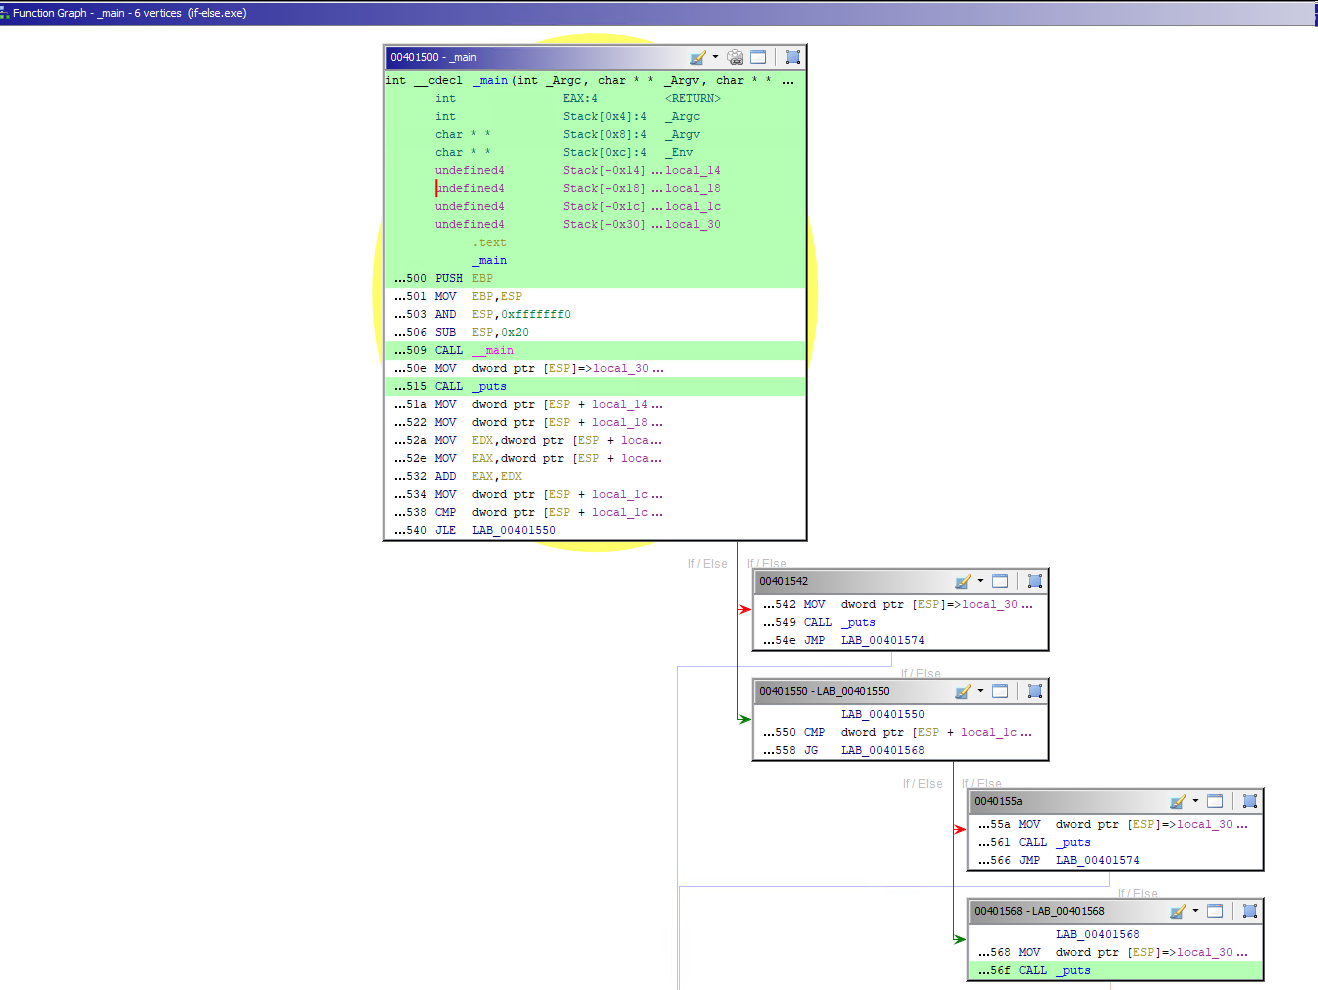 Function Graph - _main - 6 vertices (if-else.exe)
00401500 - _main
int __cdecl _main(int _Argc, char * * _Argv, char * * ...
int EAX:4 <RETURN>
int Stack[0x4]:4 _Argc
char * * Stack[0x8]:4 _Argv
char * * Stack[0xc]:4 _Env
undefined4 Stack[-0x14]...local_14
undefined4 Stack[-0x18]...local_18
undefined4 Stack[-0x1c]...local_1c
undefined4 Stack[-0x30]...local_30
.text
_main
...500 PUSH EBP
...501 MOV EBP,ESP
...503 AND ESP,0xfffffff0
...506 SUB ESP,0x20
...509 CALL __main
...50e MOV dword ptr [ESP]=>local_30...
...515 CALL _puts
...51a MOV dword ptr [ESP + local_14...
...522 MOV dword ptr [ESP + local_18...
...52a MOV EDX,dword ptr [ESP + loca...
...52e MOV EAX,dword ptr [ESP + loca...
...532 ADD EAX,EDX
...534 MOV dword ptr [ESP + local_1c...
...538 CMP dword ptr [ESP + local_1c...
...540 JLE LAB_00401550
If / Else If / Else
00401542
...542 MOV dword ptr [ESP]=>local_30...
...549 CALL _puts
...54e JMP LAB_00401574
If / Else
00401550 - LAB_00401550
LAB_00401550
...550 CMP dword ptr [ESP + local_1c...
...558 JG LAB_00401568
If / Else If / Else
0040155a
...55a MOV dword ptr [ESP]=>local_30...
...561 CALL _puts
...566 JMP LAB_00401574
If / Else
00401568 - LAB_00401568
LAB_00401568
...568 MOV dword ptr [ESP]=>local_30...
...56f CALL _puts